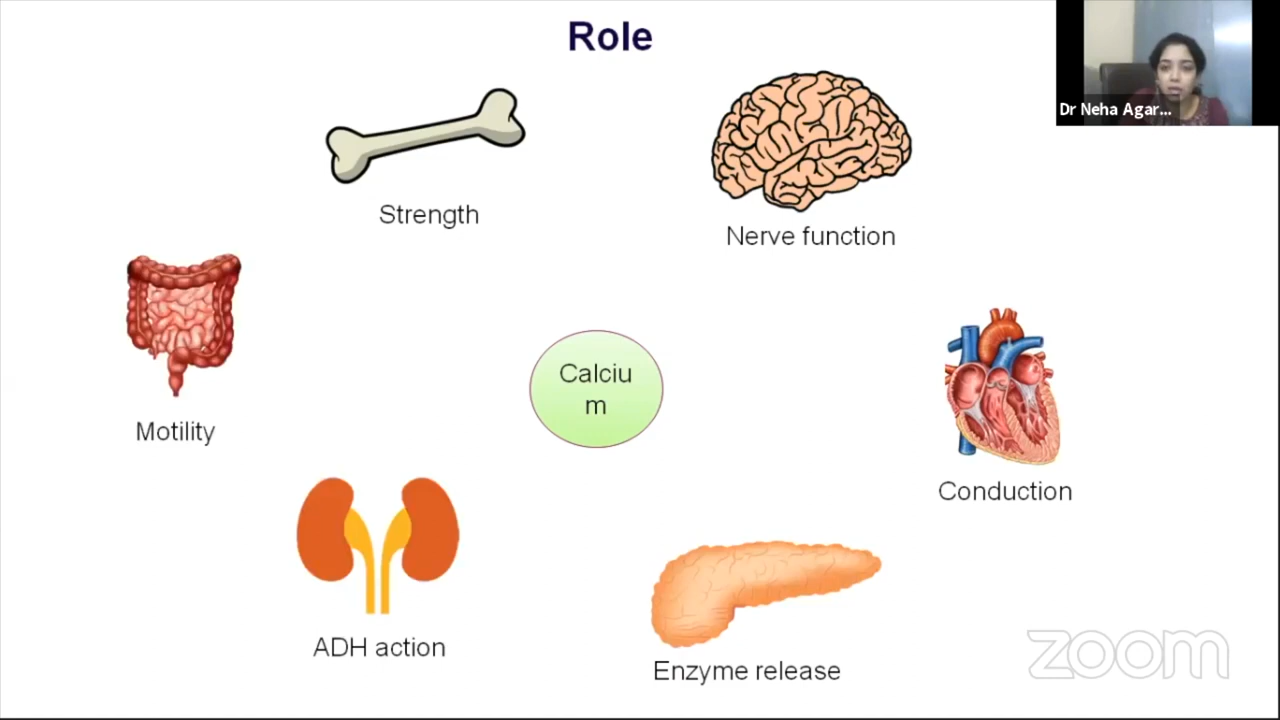 Role
Dr Neha Agar...
Strength
Nerve function
Calciu
m
Motility
Conduction
ADH action
Enzyme release
zoom